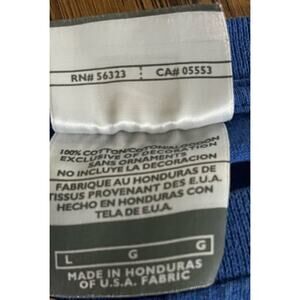 RN# 56323 CA# 05553
100% COTTON/COTON/ALGODON
EXCLUSIVE OF DECORATION
SANS ORNAMENTS
NO INCLUYE LA DECORACION
FABRIQUE AU HONDURAS DE
TISSUS PROVENANT DES E.U.A.
HECHO EN HONDURAS CON
TELA DE E.U.A.
L G G
MADE IN HONDURAS
OF U.S.A. FABRIC